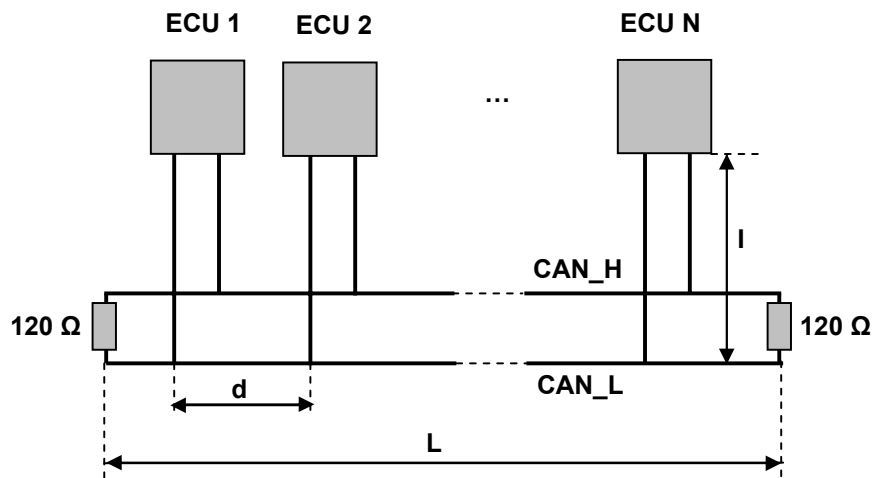 ECU 1
ECU 2
ECU N
...
l
CAN_H
120 Ω
120 Ω
CAN_L
d
L